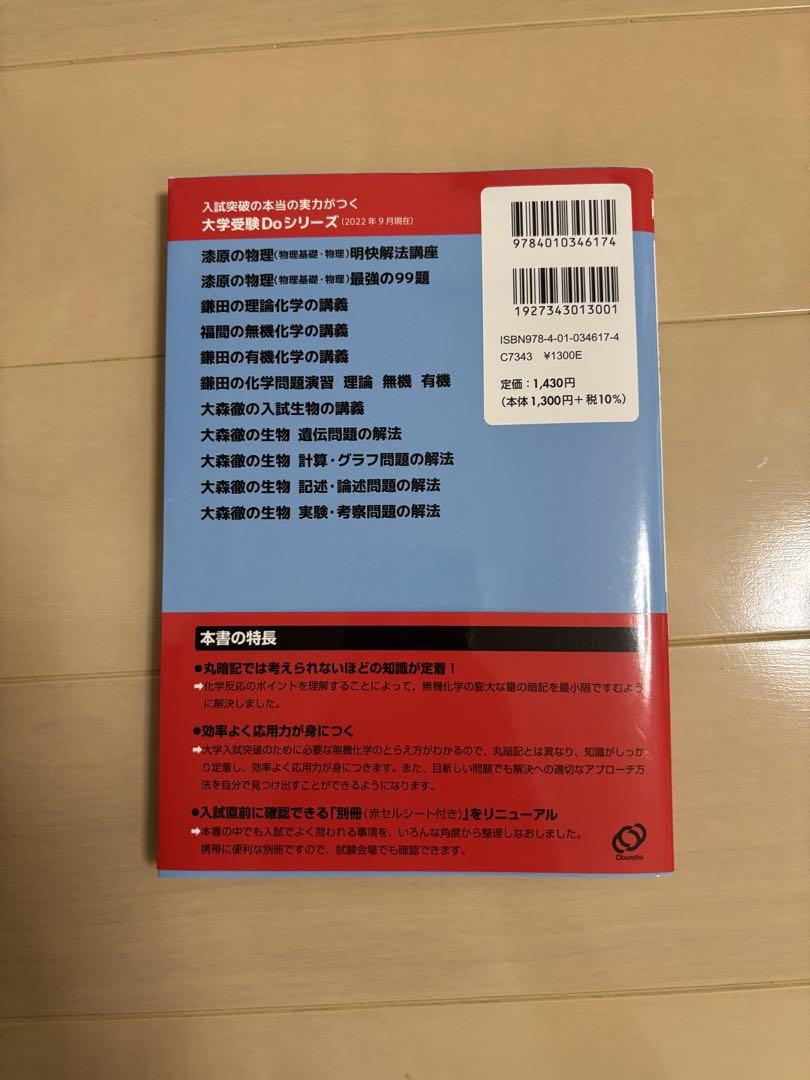 入試突破の本当の実力がつく
大学受験Doシリーズ(2022年9月現在)
漆原の物理(物理基礎・物理)明快解法講座
漆原の物理(物理基礎・物理)最強の99題
鎌田の理論化学の講義
福間の無機化学の講義
鎌田の有機化学の講義
鎌田の化学問題演習 理論 無機 有機
大森徹の入試生物の講義
大森徹の生物 遺伝問題の解法
大森徹の生物 計算・グラフ問題の解法
大森徹の生物 記述・論述問題の解法
大森徹の生物 実験・考察問題の解法
9784010346174
1927343013001
ISBN978-4-01-034617-4
C7343 ¥1300E
定価:1,430円
(本体1,300円+税10%)
本書の特長
●丸暗記では考えられないほどの知識が定着!
➡化学反応のポイントを理解することによって、無機化学の膨大な量の暗記を最小限ですむよう
に解決しました。
●効率よく応用力が身につく
➡大学入試突破のために必要な無機化学のとらえ方がわかるので、丸暗記とは異なり、知識がしっか
り定着し、効率よく応用力が身につきます。また、目新しい問題でも解決への適切なアプローチ方
法を自分で見つけ出すことができるようになります。
●入試直前に確認できる「別冊(赤セルシート付き)」をリニューアル
➡本書の中でも入試でよく問われる事項を、いろんな角度から整理しなおしました。
携帯に便利な別冊ですので、試験会場でも確認できます。
Obunsha